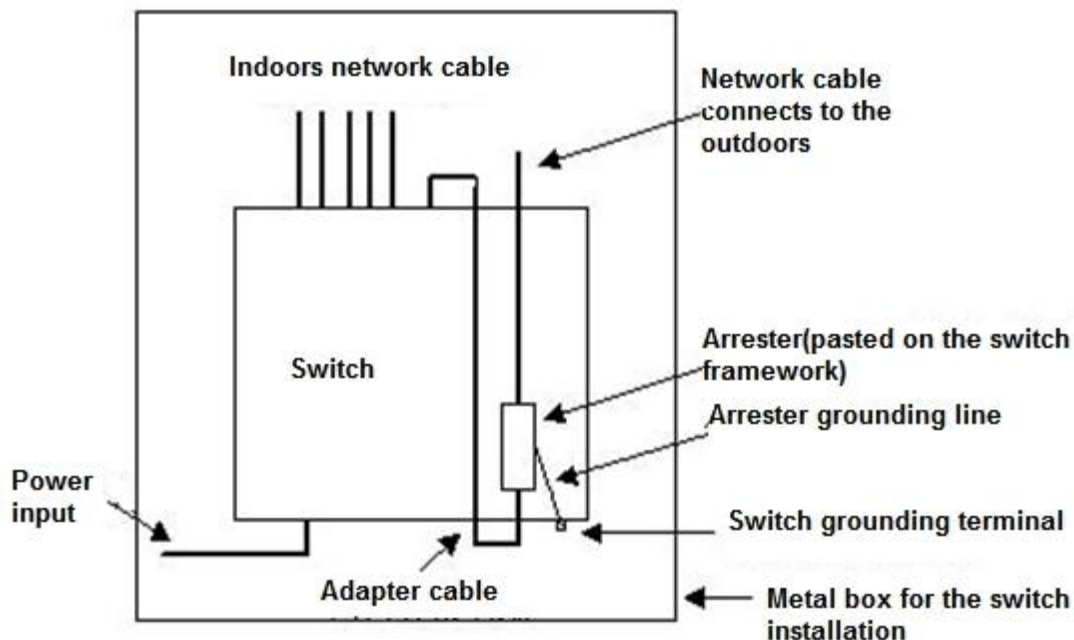 Indoors network cable
Network cable
connects to the
outdoors
Switch
Arrester(pasted on the switch
framework)
Arrester grounding line
Power
input
Switch grounding terminal
Adapter cable
Metal box for the switch
installation